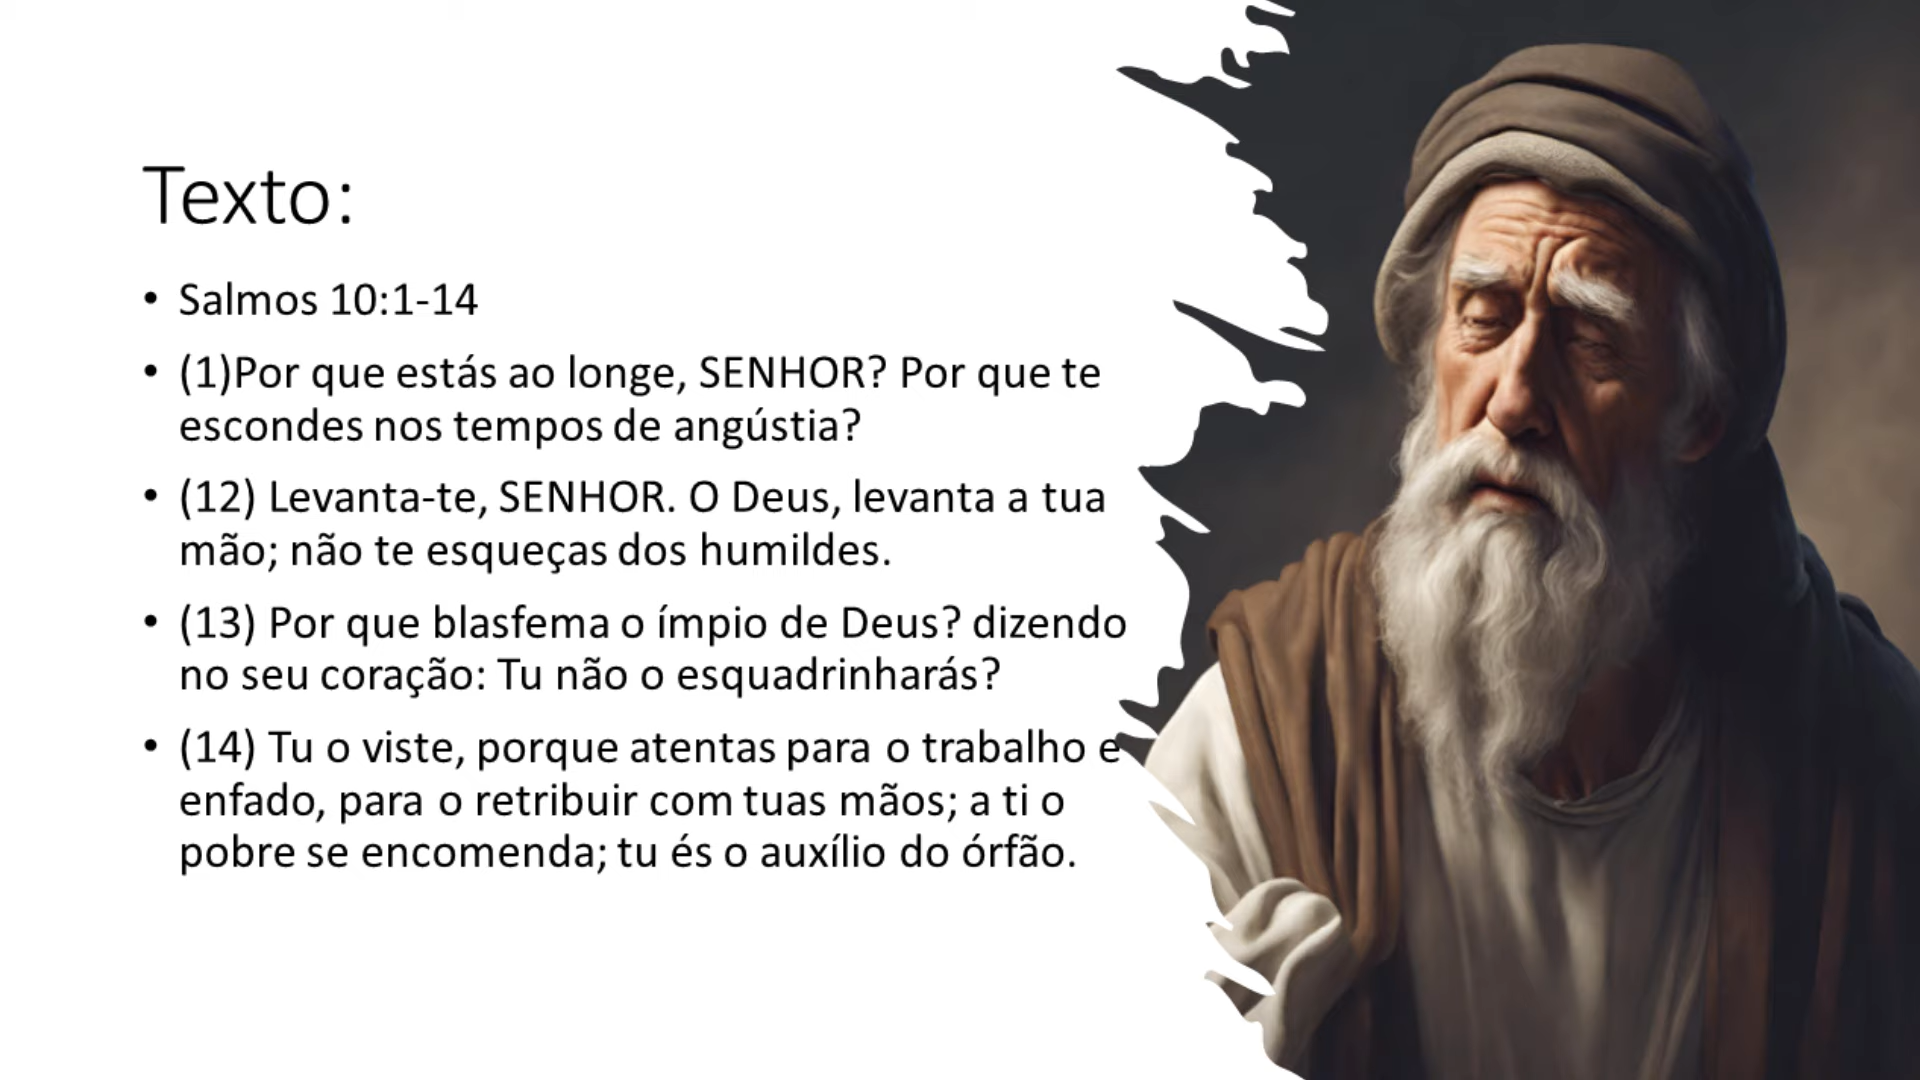 Texto:
• Salmos 10:1-14
• (1)Por que estás ao longe, SENHOR? Por que te
escondes nos tempos de angústia?
• (12) Levanta-te, SENHOR. O Deus, levanta a tua
mão; não te esqueças dos humildes.
• (13) Por que blasfema o ímpio de Deus? dizendo
no seu coração: Tu não o esquadrinharás?
• (14) Tu o viste, porque atentas para o trabalho e
enfado, para o retribuir com tuas mãos; a ti o
pobre se encomenda; tu és o auxílio do órfão.